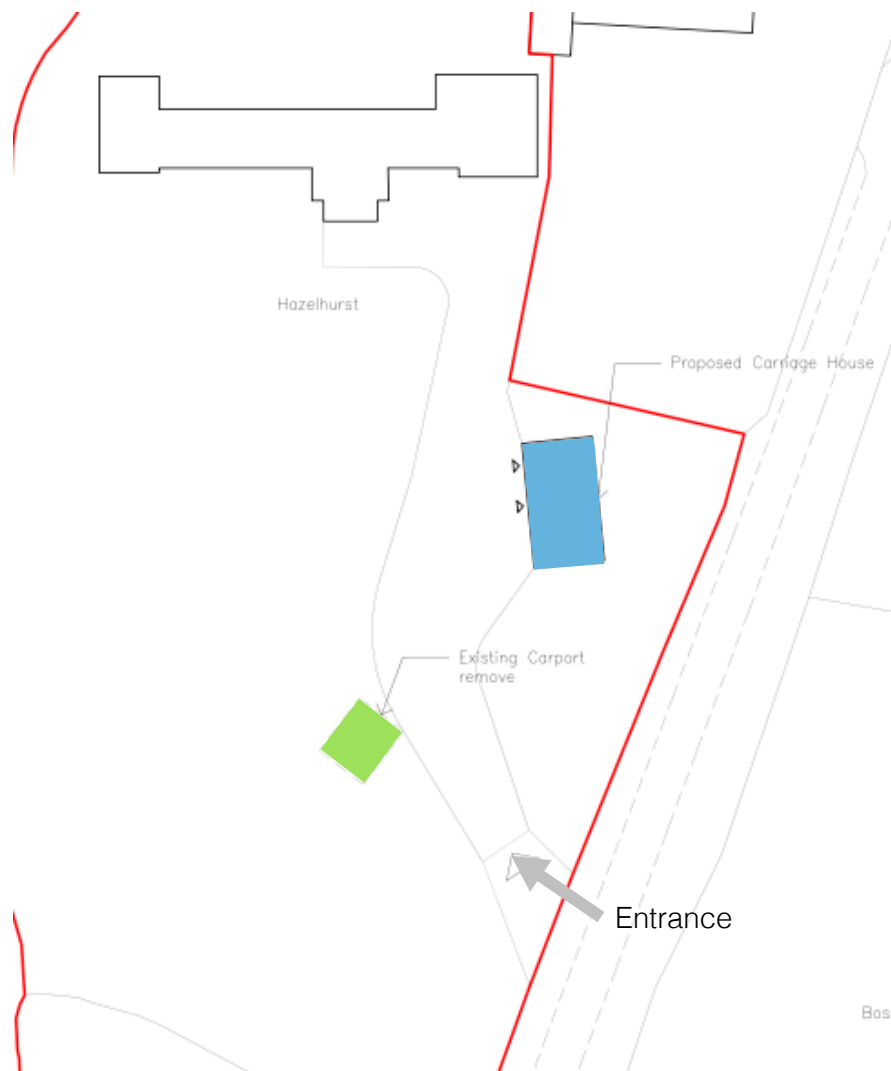 Hazelhurst
Proposed Carriage House
Existing Carport
remove
Entrance
Bos